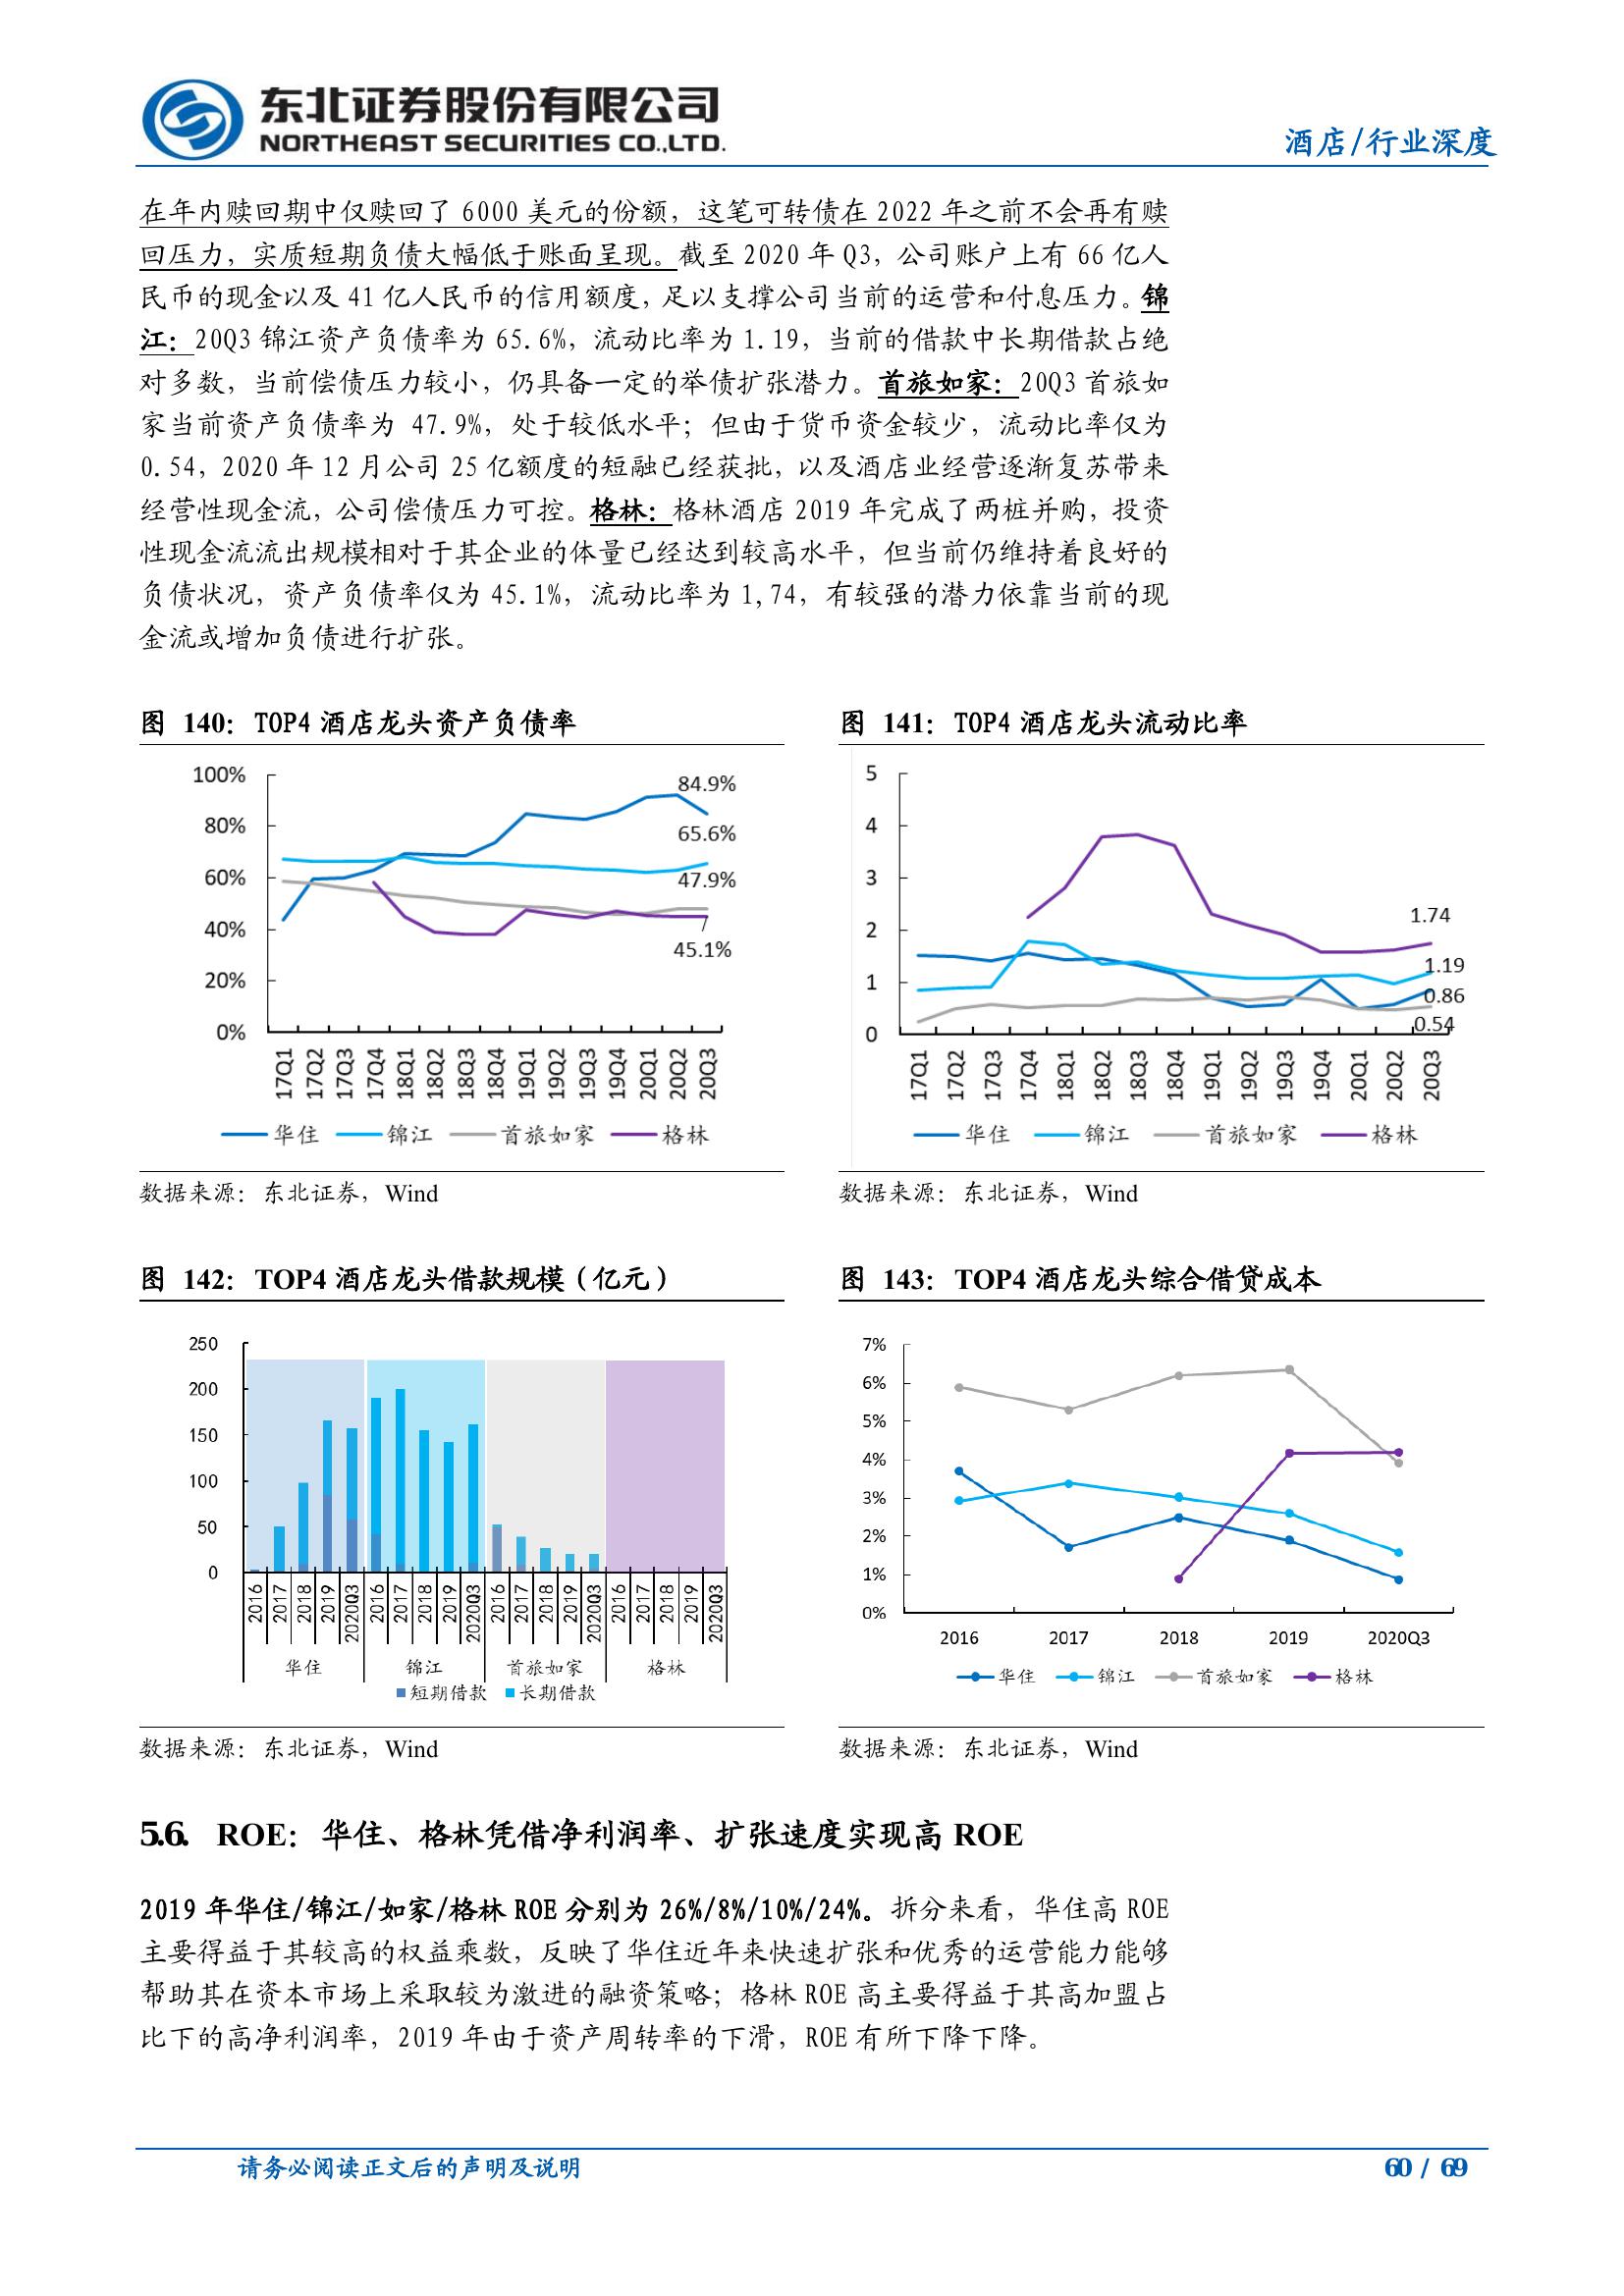 东北证券股份有限公司
NORTHEAST SECURITIES CO.,LTD.
酒店/行业深度
在年内赎回期中仅赎回了 6000 美元的份额，这笔可转债在 2022 年之前不会再有赎
回压力，实质短期负债大幅低于账面呈现。截至 2020 年 Q3，公司账户上有 66 亿人
民币的现金以及 41 亿人民币的信用额度，足以支撑公司当前的运营和付息压力。锦
江：20Q3 锦江资产负债率为 65.6%，流动比率为 1.19，当前的借款中长期借款占绝
对多数，当前偿债压力较小，仍具备一定的举债扩张潜力。首旅如家：20Q3 首旅如
家当前资产负债率为 47.9%，处于较低水平；但由于货币资金较少，流动比率仅为
0.54，2020 年 12 月公司 25 亿额度的短融已经获批，以及酒店业经营逐渐复苏带来
经营性现金流，公司偿债压力可控。格林：格林酒店 2019 年完成了两桩并购，投资
性现金流流出规模相对于其企业的体量已经达到较高水平，但当前仍维持着良好的
负债状况，资产负债率仅为 45.1%，流动比率为 1,74，有较强的潜力依靠当前的现
金流或增加负债进行扩张。
图 140：TOP4 酒店龙头资产负债率
100%
80%
60%
40%
20%
0%
84.9%
65.6%
47.9%
45.1%
17Q1 17Q2 17Q3 17Q4 18Q1 18Q2 18Q3 18Q4 19Q1 19Q2 19Q3 19Q4 20Q1 20Q2 20Q3
华住 锦江 首旅如家 格林
数据来源：东北证券，Wind
图 141：TOP4 酒店龙头流动比率
5
4
3
2
1
0
1.74
1.19
0.86
0.54
17Q1 17Q2 17Q3 17Q4 18Q1 18Q2 18Q3 18Q4 19Q1 19Q2 19Q3 19Q4 20Q1 20Q2 20Q3
华住 锦江 首旅如家 格林
数据来源：东北证券，Wind
图 142：TOP4 酒店龙头借款规模（亿元）
250
200
150
100
50
0
2016 2017 2018 2019 2020Q3 2016 2017 2018 2019 2020Q3 2016 2017 2018 2019 2020Q3 2016 2017 2018 2019 2020Q3
华住 锦江 首旅如家 格林
短期借款 长期借款
数据来源：东北证券，Wind
图 143：TOP4 酒店龙头综合借贷成本
7%
6%
5%
4%
3%
2%
1%
0%
2016 2017 2018 2019 2020Q3
华住 锦江 首旅如家 格林
数据来源：东北证券，Wind
5.6. ROE：华住、格林凭借净利润率、扩张速度实现高 ROE
2019 年华住/锦江/如家/格林 ROE 分别为 26%/8%/10%/24%。拆分来看，华住高 ROE
主要得益于其较高的权益乘数，反映了华住近年来快速扩张和优秀的运营能力能够
帮助其在资本市场上采取较为激进的融资策略；格林 ROE 高主要得益于其高加盟占
比下的高净利润率，2019 年由于资产周转率的下滑，ROE 有所下降下降。
请务必阅读正文后的声明及说明
60 / 69